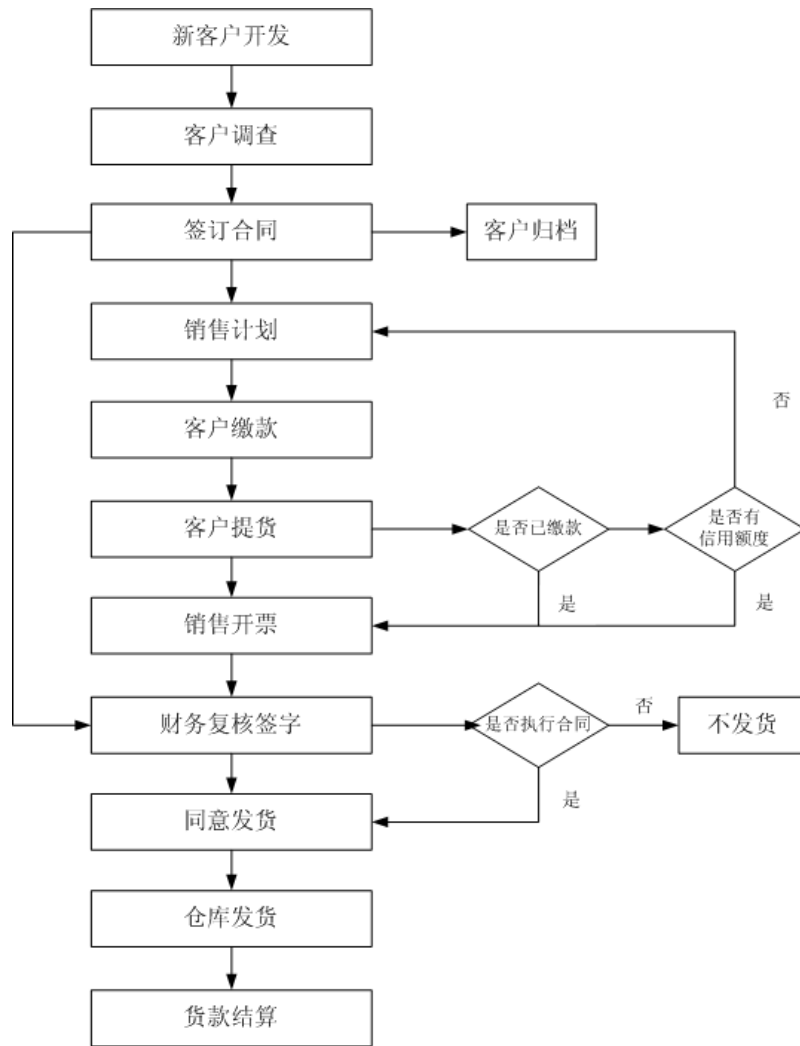 新客户开发
客户调查
签订合同
客户归档
销售计划
否
客户缴款
客户提货
是否已缴款
是否有
信用额度
是
是
销售开票
财务复核签字
是否执行合同
否
不发货
是
同意发货
仓库发货
货款结算